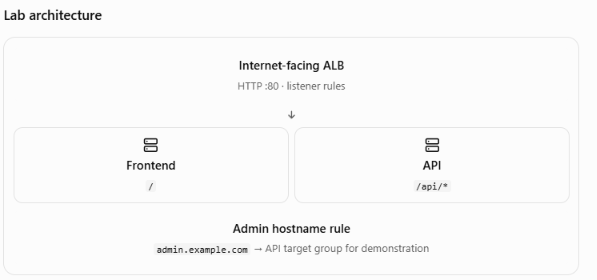 Lab architecture
Internet-facing ALB
HTTP :80 · listener rules
↓
Frontend
/
API
/api/*
Admin hostname rule
admin.example.com → API target group for demonstration